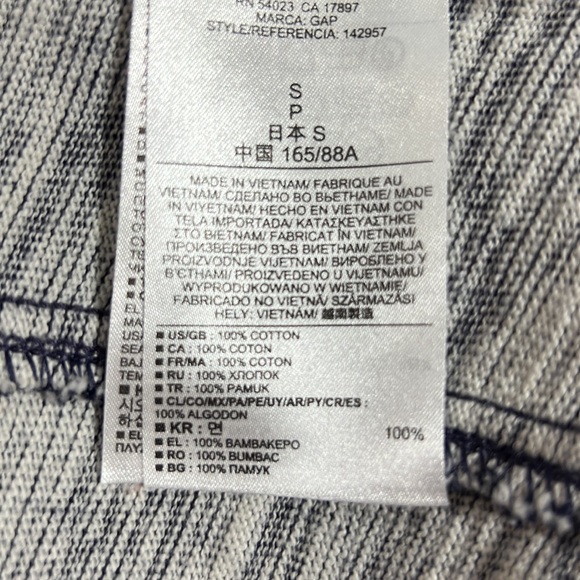 RN 54023 CA 17897
MARCA: GAP
STYLE/REFERENCIA: 142957
S
P
日本 S
中国 165/88A
MADE IN VIETNAM/ FABRIQUE AU
VIETNAM/ СДЕЛАНО ВО ВЬЕТНАМЕ/ MADE
IN VIYETNAM/ HECHO EN VIETNAM CON
TELA IMPORTADA/ ΚΑΤΑΣΚΕΥΑΣΤΗΚΕ
ΣΤΟ ΒΙΕΤΝΑΜ/ FABRICAT ÎN VIETNAM/
ПРОИЗВЕДЕНО ВЪВ ВИЕТНАМ/ ZEMLJA
PROIZVODNJE VIJETNAM/ ВИРОБЛЕНО У
В'ЄТНАМІ/ PROIZVEDENO U VIJETNAMU/
WYPRODUKOWANO W WIETNAMIE/
FABRICADO NO VIETNÃ/ SZÁRMAZÁSI
HELY: VIETNÁM/ 越南製造
■ US/GB : 100% COTTON
■ CA : 100% COTON
■ FR/MA : 100% COTON
■ RU : 100% ХЛОПОК
■ TR : 100% PAMUK
■ CL/CO/MX/PA/PE/UY/AR/PY/CR/ES :
100% ALGODON
■ KR : 면 100%
■ EL : 100% ΒΑΜΒΑΚΕΡΟ
■ RO : 100% BUMBAC
■ BG : 100% ПАМУК